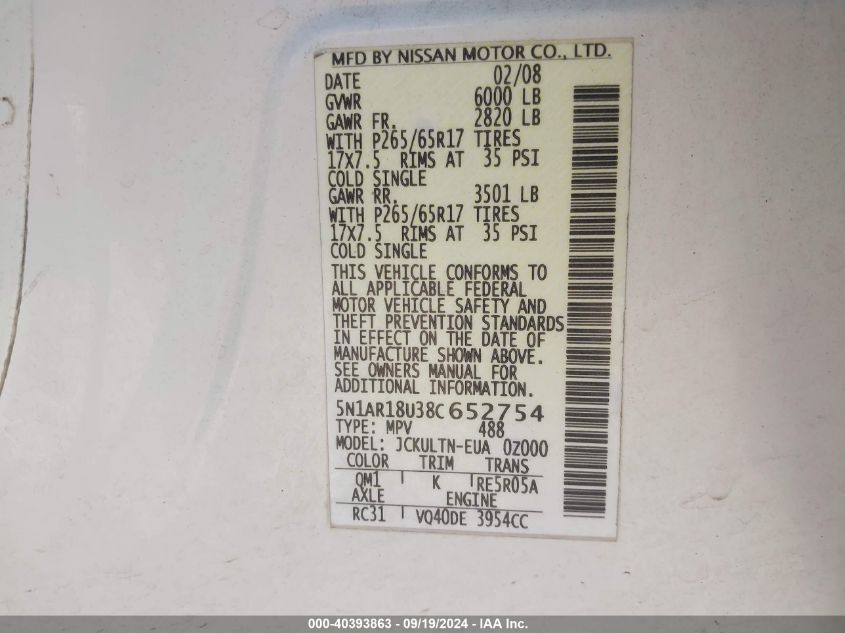 MFD BY NISSAN MOTOR CO., LTD.
DATE 02/08
GVWR 6000 LB
GAWR FR. 2820 LB
WITH P265/65R17 TIRES
17X7.5 RIMS AT 35 PSI
COLD SINGLE
GAWR RR. 3501 LB
WITH P265/65R17 TIRES
17X7.5 RIMS AT 35 PSI
COLD SINGLE
THIS VEHICLE CONFORMS TO
ALL APPLICABLE FEDERAL
MOTOR VEHICLE SAFETY AND
THEFT PREVENTION STANDARDS
IN EFFECT ON THE DATE OF
MANUFACTURE SHOWN ABOVE.
SEE OWNERS MANUAL FOR
ADDITIONAL INFORMATION.
5N1AR18U38C652754
TYPE: MPV 488
MODEL: JCKULTN-EUA 0Z000
COLOR TRIM TRANS
QM1 K RE5R05A
AXLE ENGINE
RC31 VQ40DE 3954CC
000-40393863 - 09/19/2024 - IAA Inc.